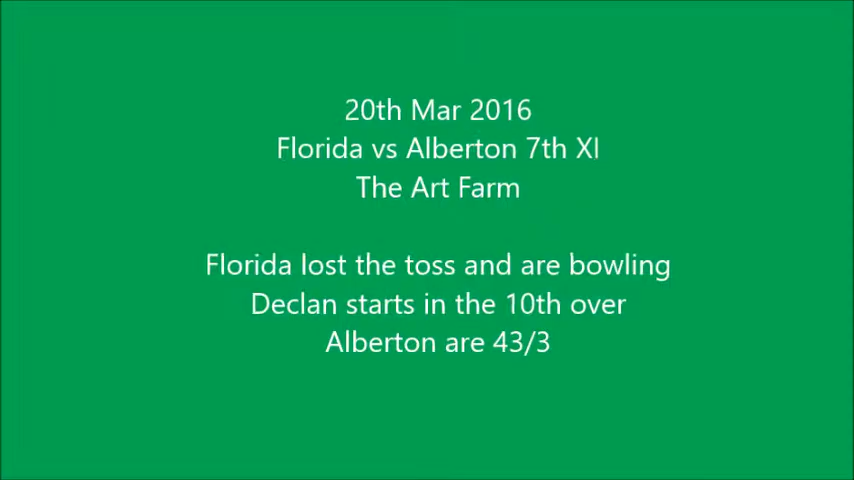 20th Mar 2016
Florida vs Alberton 7th XI
The Art Farm
Florida lost the toss and are bowling
Declan starts in the 10th over
Alberton are 43/3